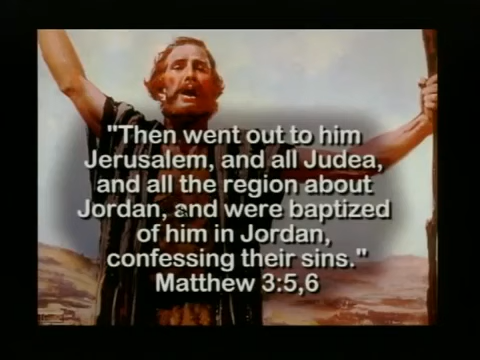 "Then went out to him
Jerusalem, and all Judea,
and all the region about
Jordan, and were baptized
of him in Jordan,
confessing their sins."
Matthew 3:5,6